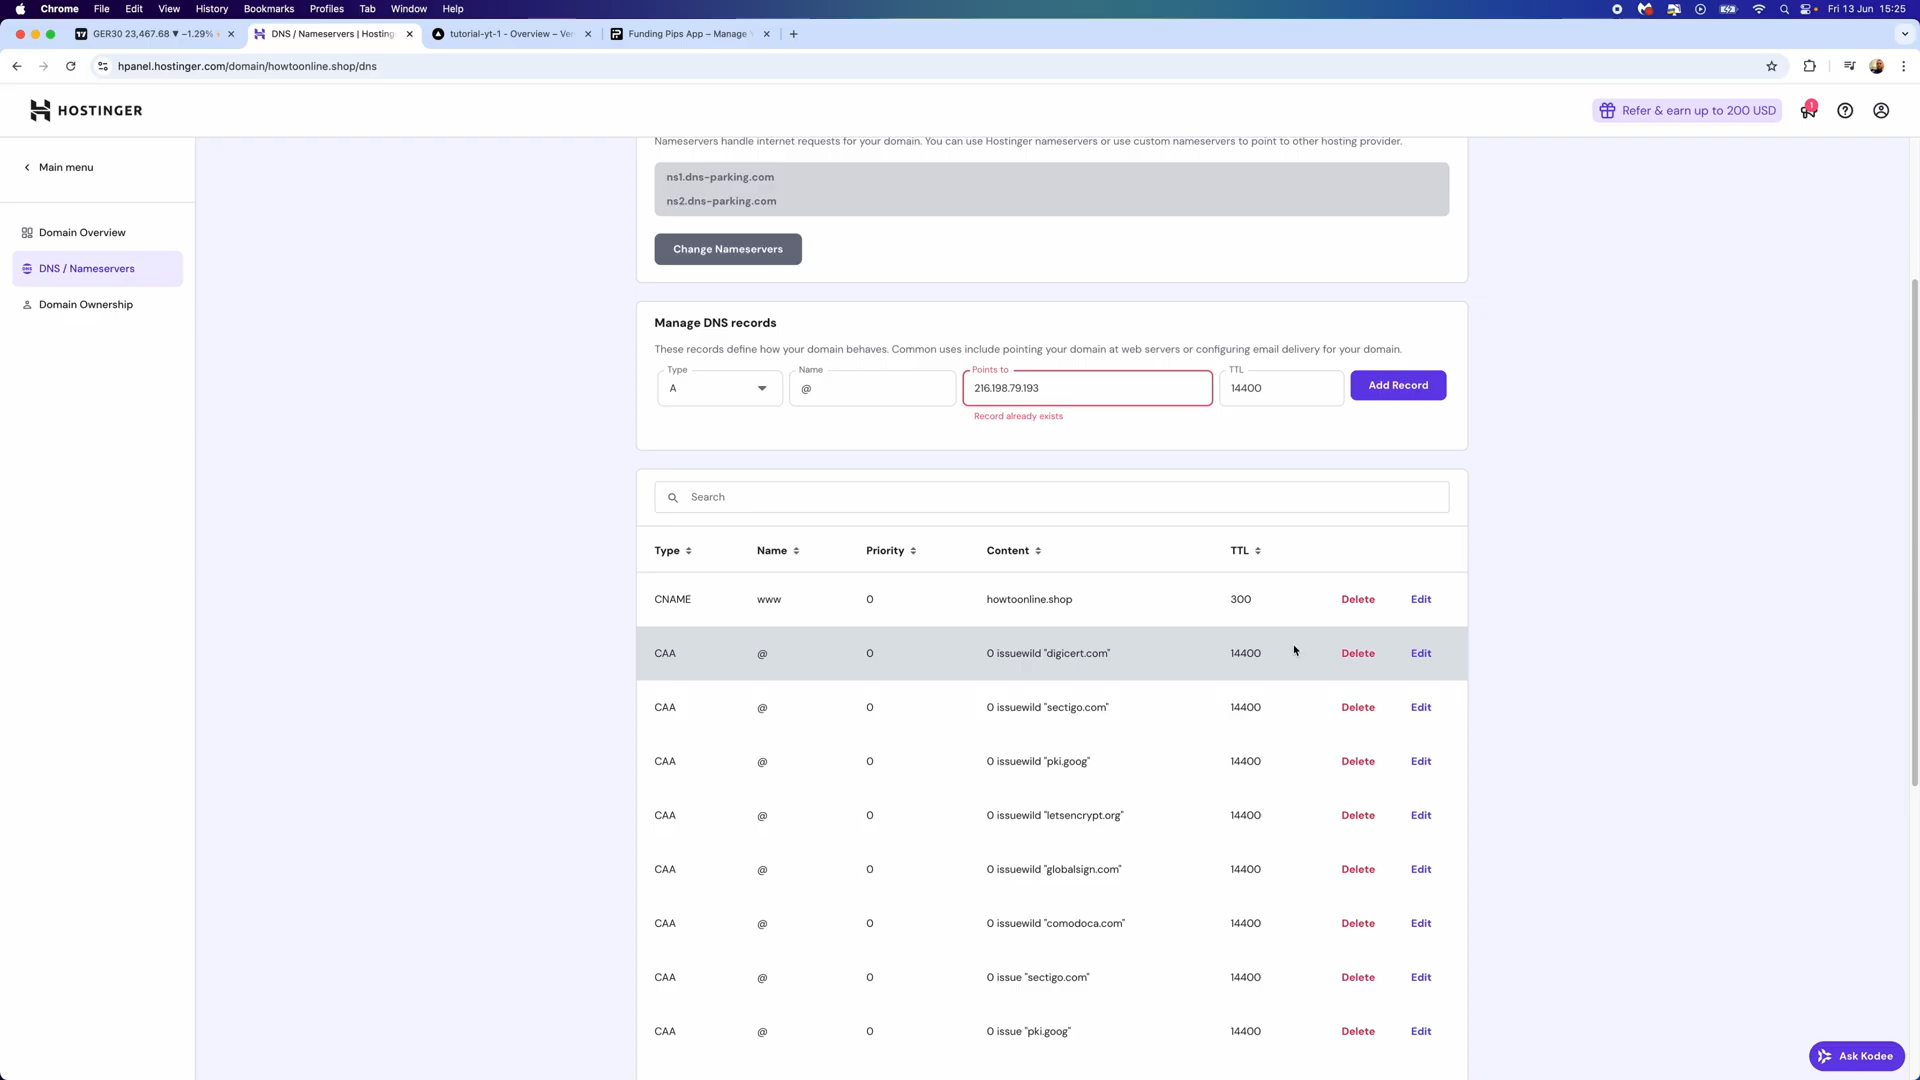 Chrome File Edit View History Bookmarks Profiles Tab Window Help
Fri 13 Jun 15:25
GER30 23,467.68 ▼ −1.29%
DNS / Nameservers | Hosting
tutorial-yt-1 - Overview – Ver
Funding Pips App – Manage
hpanel.hostinger.com/domain/howtoonline.shop/dns
HOSTINGER
Refer & earn up to 200 USD
1
Main menu
Domain Overview
DNS / Nameservers
Domain Ownership
Nameservers handle internet requests for your domain. You can use Hostinger nameservers or use custom nameservers to point to other hosting provider.
ns1.dns-parking.com
ns2.dns-parking.com
Change Nameservers
Manage DNS records
These records define how your domain behaves. Common uses include pointing your domain at web servers or configuring email delivery for your domain.
Type Name Points to TTL
A @ 216.198.79.193 14400 Add Record
Record already exists
Search
Type Name Priority Content TTL
CNAME www 0 howtoonline.shop 300 Delete Edit
CAA @ 0 0 issuewild "digicert.com" 14400 Delete Edit
CAA @ 0 0 issuewild "sectigo.com" 14400 Delete Edit
CAA @ 0 0 issuewild "pki.goog" 14400 Delete Edit
CAA @ 0 0 issuewild "letsencrypt.org" 14400 Delete Edit
CAA @ 0 0 issuewild "globalsign.com" 14400 Delete Edit
CAA @ 0 0 issuewild "comodoca.com" 14400 Delete Edit
CAA @ 0 0 issue "sectigo.com" 14400 Delete Edit
CAA @ 0 0 issue "pki.goog" 14400 Delete Edit
Ask Kodee